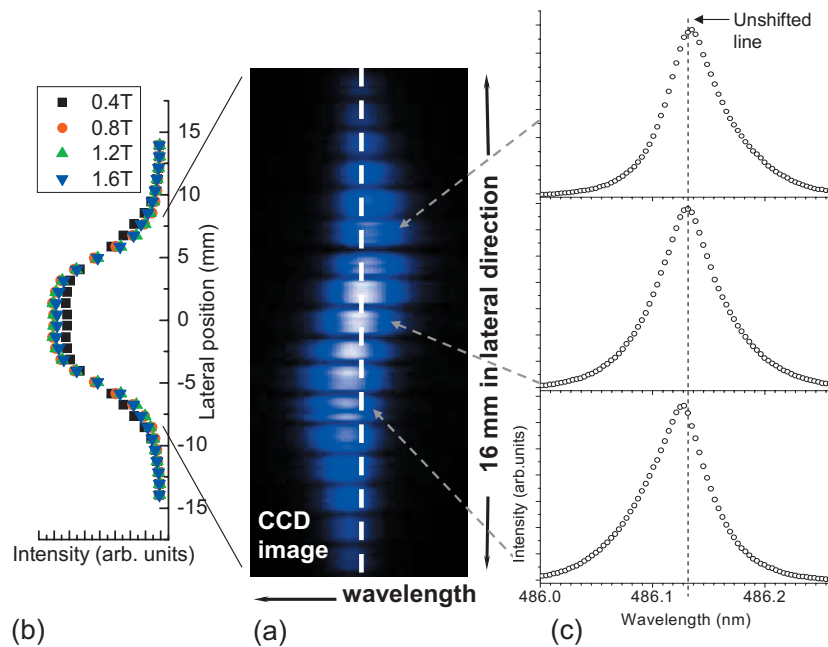 0.4T
0.8T
1.2T
1.6T
15
10
5
0
-5
-10
-15
Lateral position (mm)
Intensity (arb. units)
(b)
CCD
image
wavelength
(a)
16 mm in lateral direction
Unshifted
line
Intensity (arb.units)
486.0
486.1
486.2
Wavelength (nm)
(c)